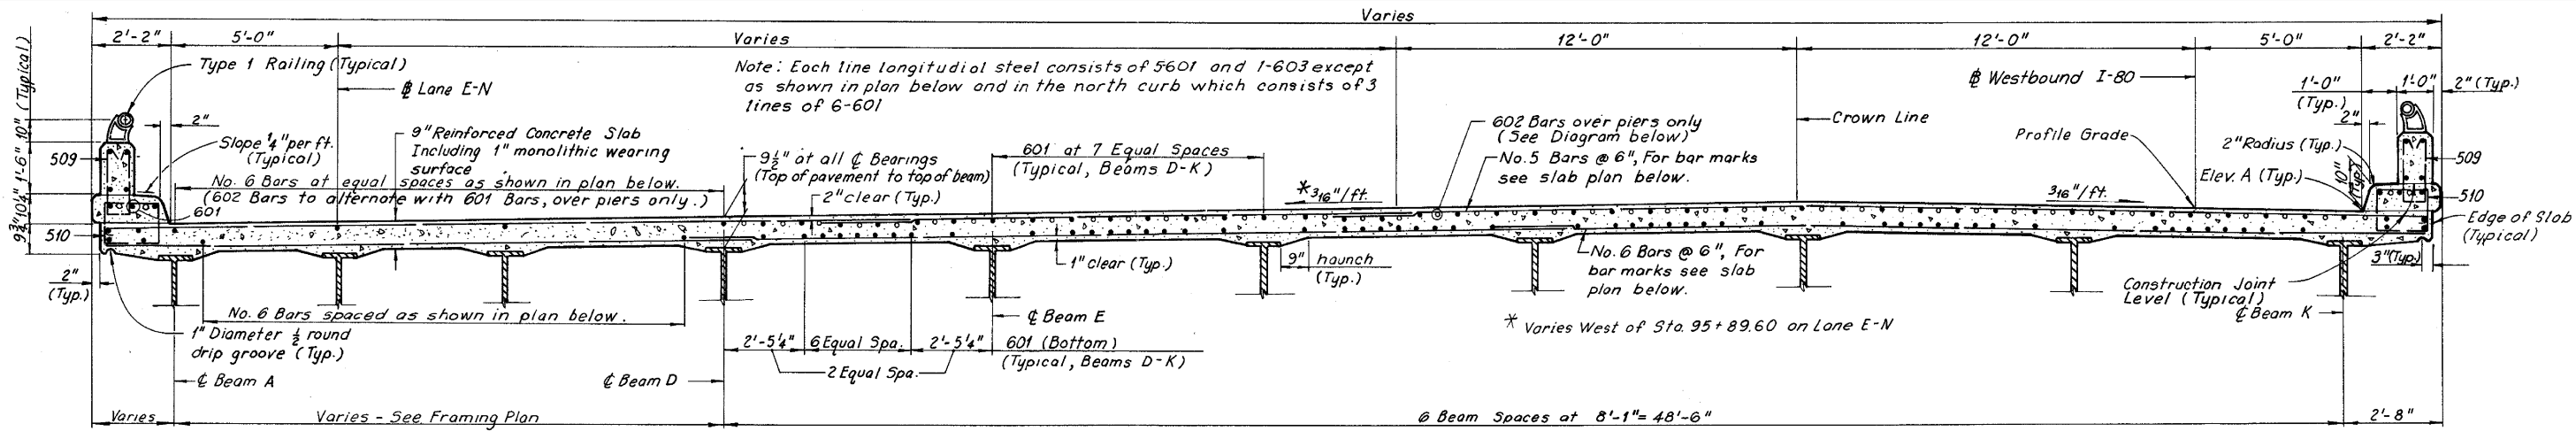 Varies
2'-2"
5'-0"
Varies
12'-0"
12'-0"
5'-0"
2'-2"
Type 1 Railing (Typical)
℄ Lane E-N
Note: Each line longitudial steel consists of 5-601 and 1-603 except
as shown in plan below and in the north curb which consists of 3
lines of 6-601
Westbound I-80
1'-0"
(Typ.)
1'-0"
2" (Typ.)
9¾" 10¼" 1'-6" 10" (Typical)
2"
2"
Slope ¼" per ft.
(Typical)
9" Reinforced Concrete Slab
Including 1" monolithic wearing
surface
9½" at all ℄ Bearings
(Top of pavement to top of beam)
601 at 7 Equal Spaces
(Typical, Beams D-K)
602 Bars over piers only
(See Diagram below)
No. 5 Bars @ 6", For bar marks
see slab plan below.
Crown Line
Profile Grade
2" Radius (Typ.)
Elev. A (Typ.)
10"
(Typ.)
509
509
No. 6 Bars at equal spaces as shown in plan below.
(602 Bars to alternate with 601 Bars, over piers only.)
601
2" clear (Typ.)
* 3/16"/ft.
3/16"/ft.
510
510
Edge of Slab
(Typical)
2"
(Typ.)
1" clear (Typ.)
9" haunch
(Typ.)
No. 6 Bars @ 6", For
bar marks see slab
plan below.
3" (Typ.)
Construction Joint
Level (Typical)
℄ Beam K
No. 6 Bars spaced as shown in plan below.
1" Diameter ½ round
drip groove (Typ.)
℄ Beam E
* Varies West of Sta. 95+89.60 on Lane E-N
2'-5¼"
6 Equal Spa.
2'-5¼"
601 (Bottom)
(Typical, Beams D-K)
2 Equal Spa.
℄ Beam A
℄ Beam D
Varies
Varies - See Framing Plan
6 Beam Spaces at 8'-1" = 48'-6"
2'-8"